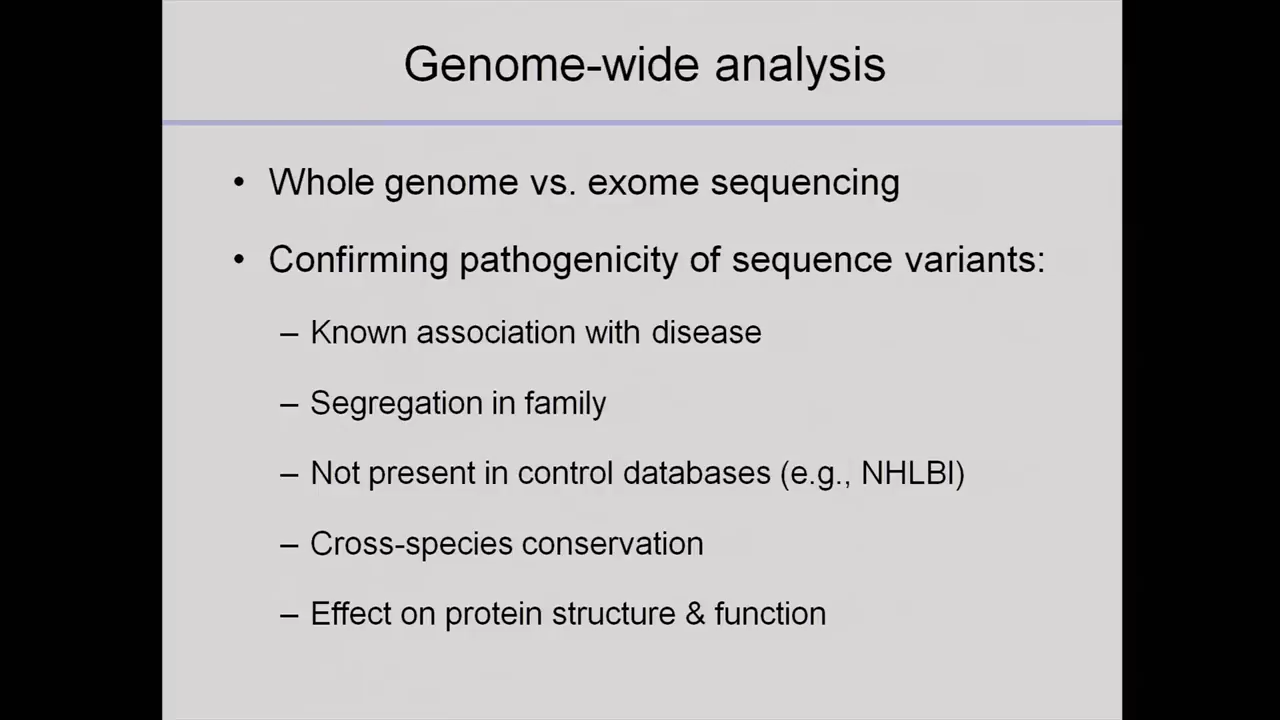 Genome-wide analysis
• Whole genome vs. exome sequencing
• Confirming pathogenicity of sequence variants:
– Known association with disease
– Segregation in family
– Not present in control databases (e.g., NHLBI)
– Cross-species conservation
– Effect on protein structure & function